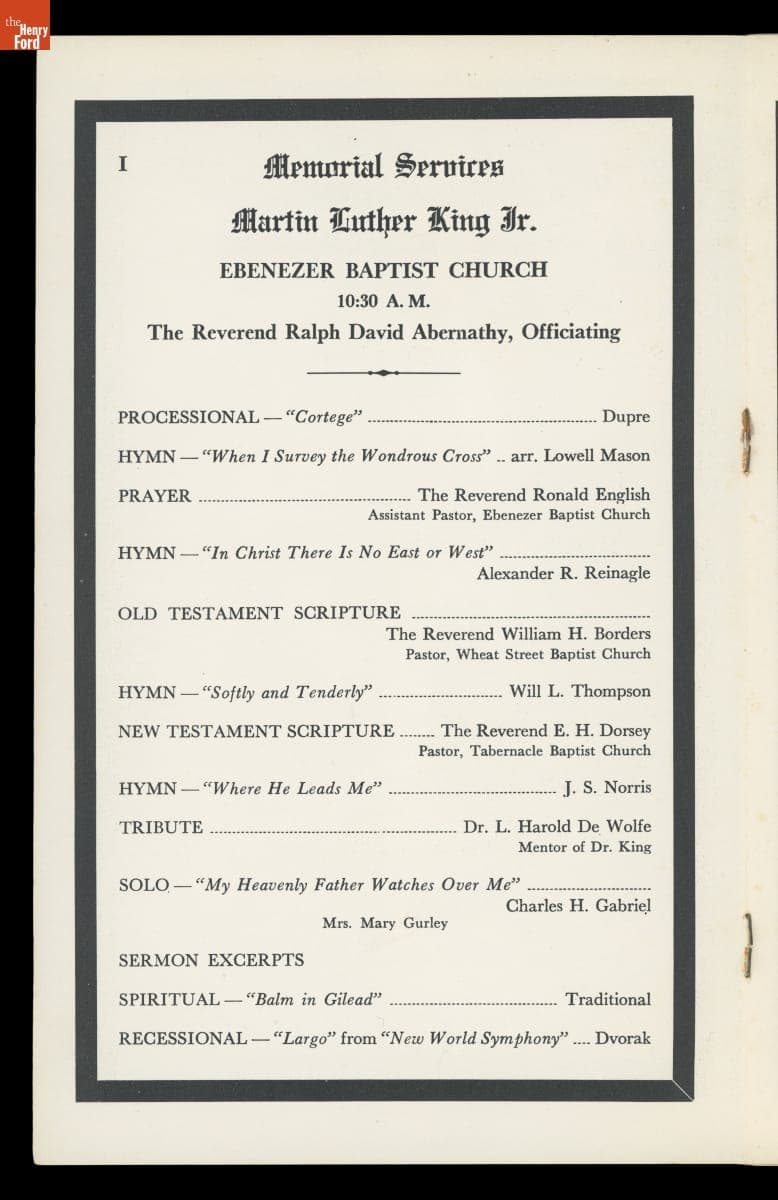 the
Henry
Ford
I
Memorial Services
Martin Luther King Jr.
EBENEZER BAPTIST CHURCH
10:30 A. M.
The Reverend Ralph David Abernathy, Officiating
PROCESSIONAL — “Cortege” ........ Dupre
HYMN — “When I Survey the Wondrous Cross” .. arr. Lowell Mason
PRAYER ........ The Reverend Ronald English
Assistant Pastor, Ebenezer Baptist Church
HYMN — “In Christ There Is No East or West” ........
Alexander R. Reinagle
OLD TESTAMENT SCRIPTURE ........
The Reverend William H. Borders
Pastor, Wheat Street Baptist Church
HYMN — “Softly and Tenderly” ........ Will L. Thompson
NEW TESTAMENT SCRIPTURE ........ The Reverend E. H. Dorsey
Pastor, Tabernacle Baptist Church
HYMN — “Where He Leads Me” ........ J. S. Norris
TRIBUTE ........ Dr. L. Harold De Wolfe
Mentor of Dr. King
SOLO — “My Heavenly Father Watches Over Me” ........
Charles H. Gabriel
Mrs. Mary Gurley
SERMON EXCERPTS
SPIRITUAL — “Balm in Gilead” ........ Traditional
RECESSIONAL — “Largo” from “New World Symphony” .... Dvorak